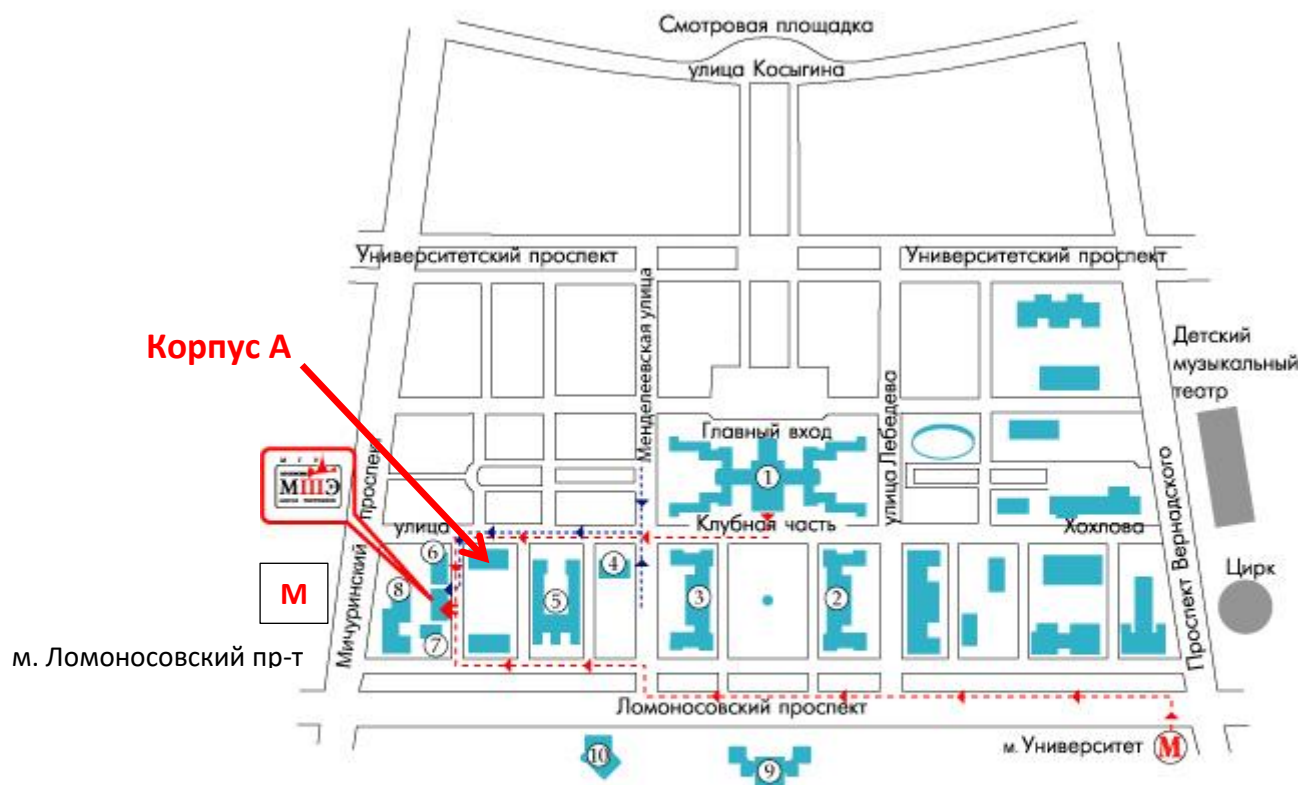 Смотровая площадка
улица Косыгина
Университетский проспект
Университетский проспект
Менделеевская улица
Корпус А
Детский
музыкальный
театр
улица Лебедева
Главный вход
1
МШЭ
Мичуринский
проспект
улица
Клубная часть
Хохлова
Проспект Вернадского
Цирк
6
4
8
5
3
2
7
М
м. Ломоносовский пр-т
Ломоносовский проспект
м. Университет М
10
9